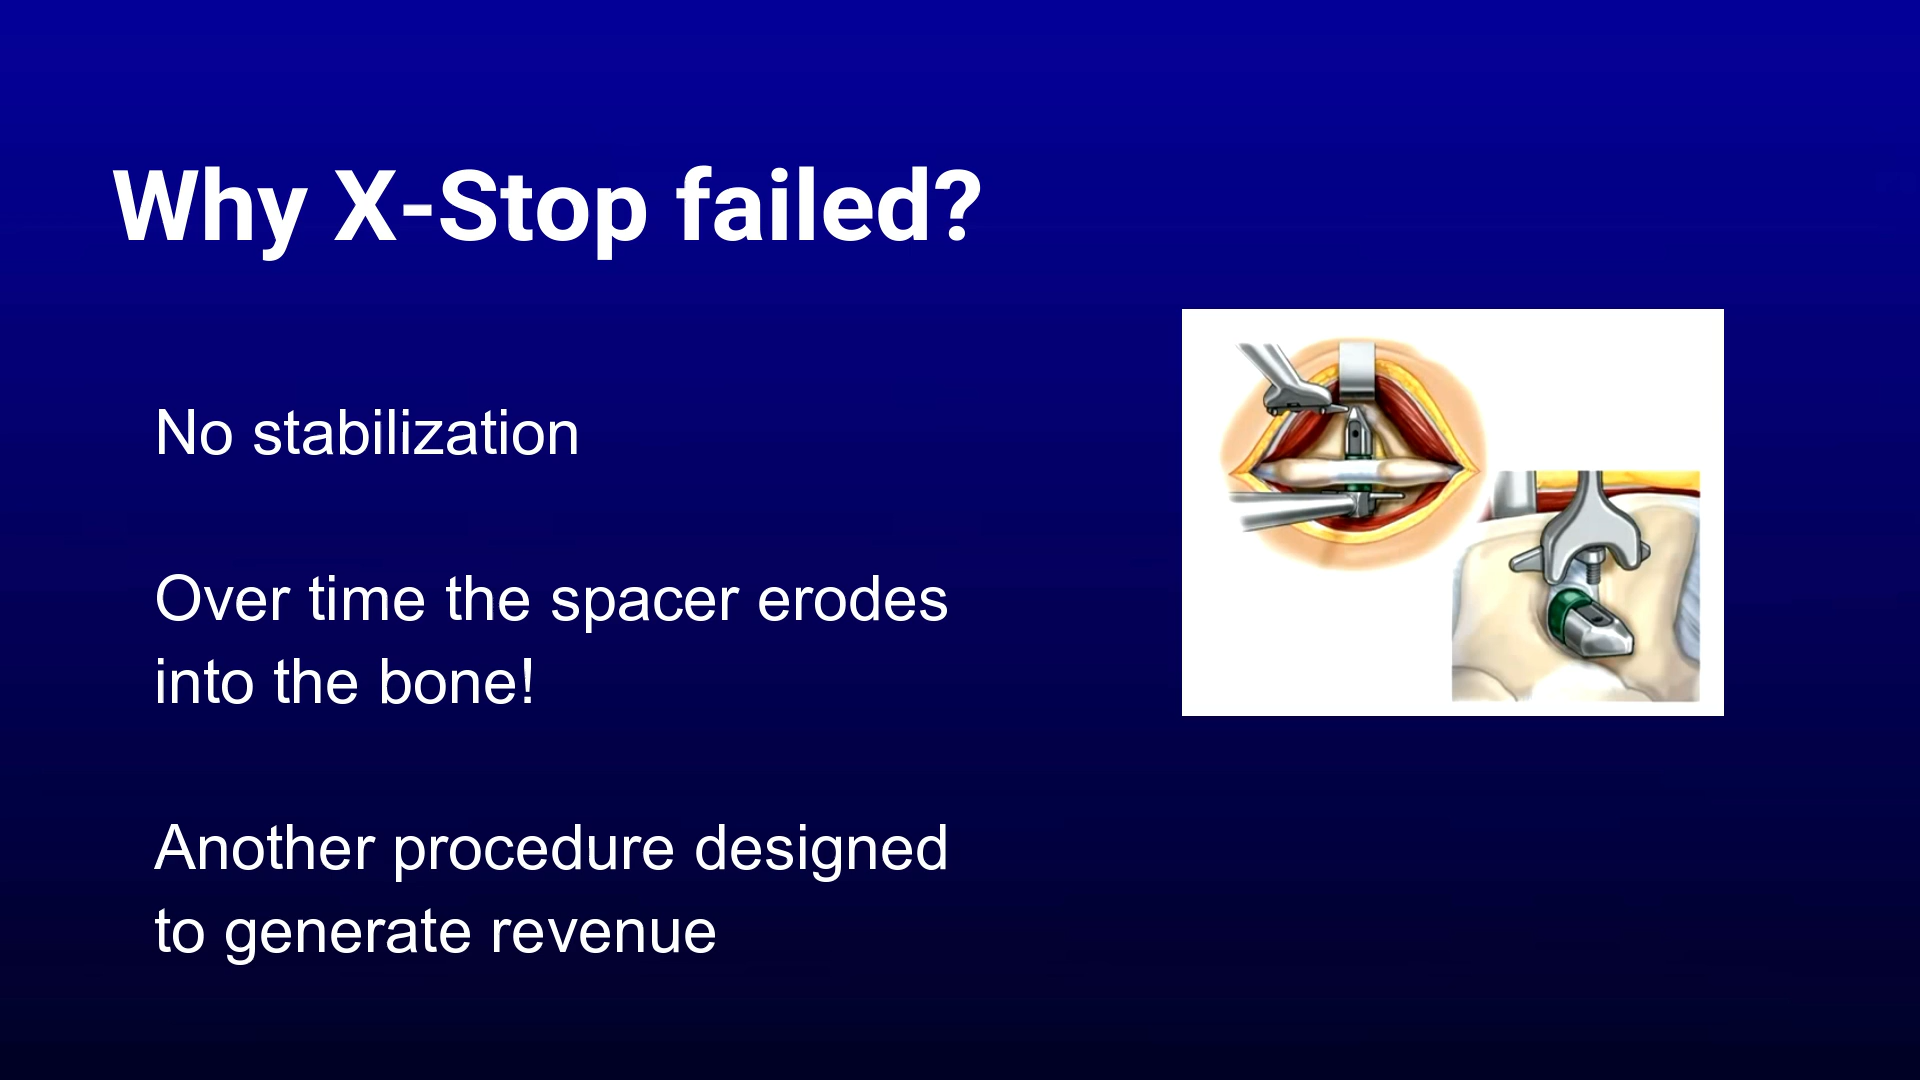 Why X-Stop failed?
No stabilization
Over time the spacer erodes
into the bone!
Another procedure designed
to generate revenue